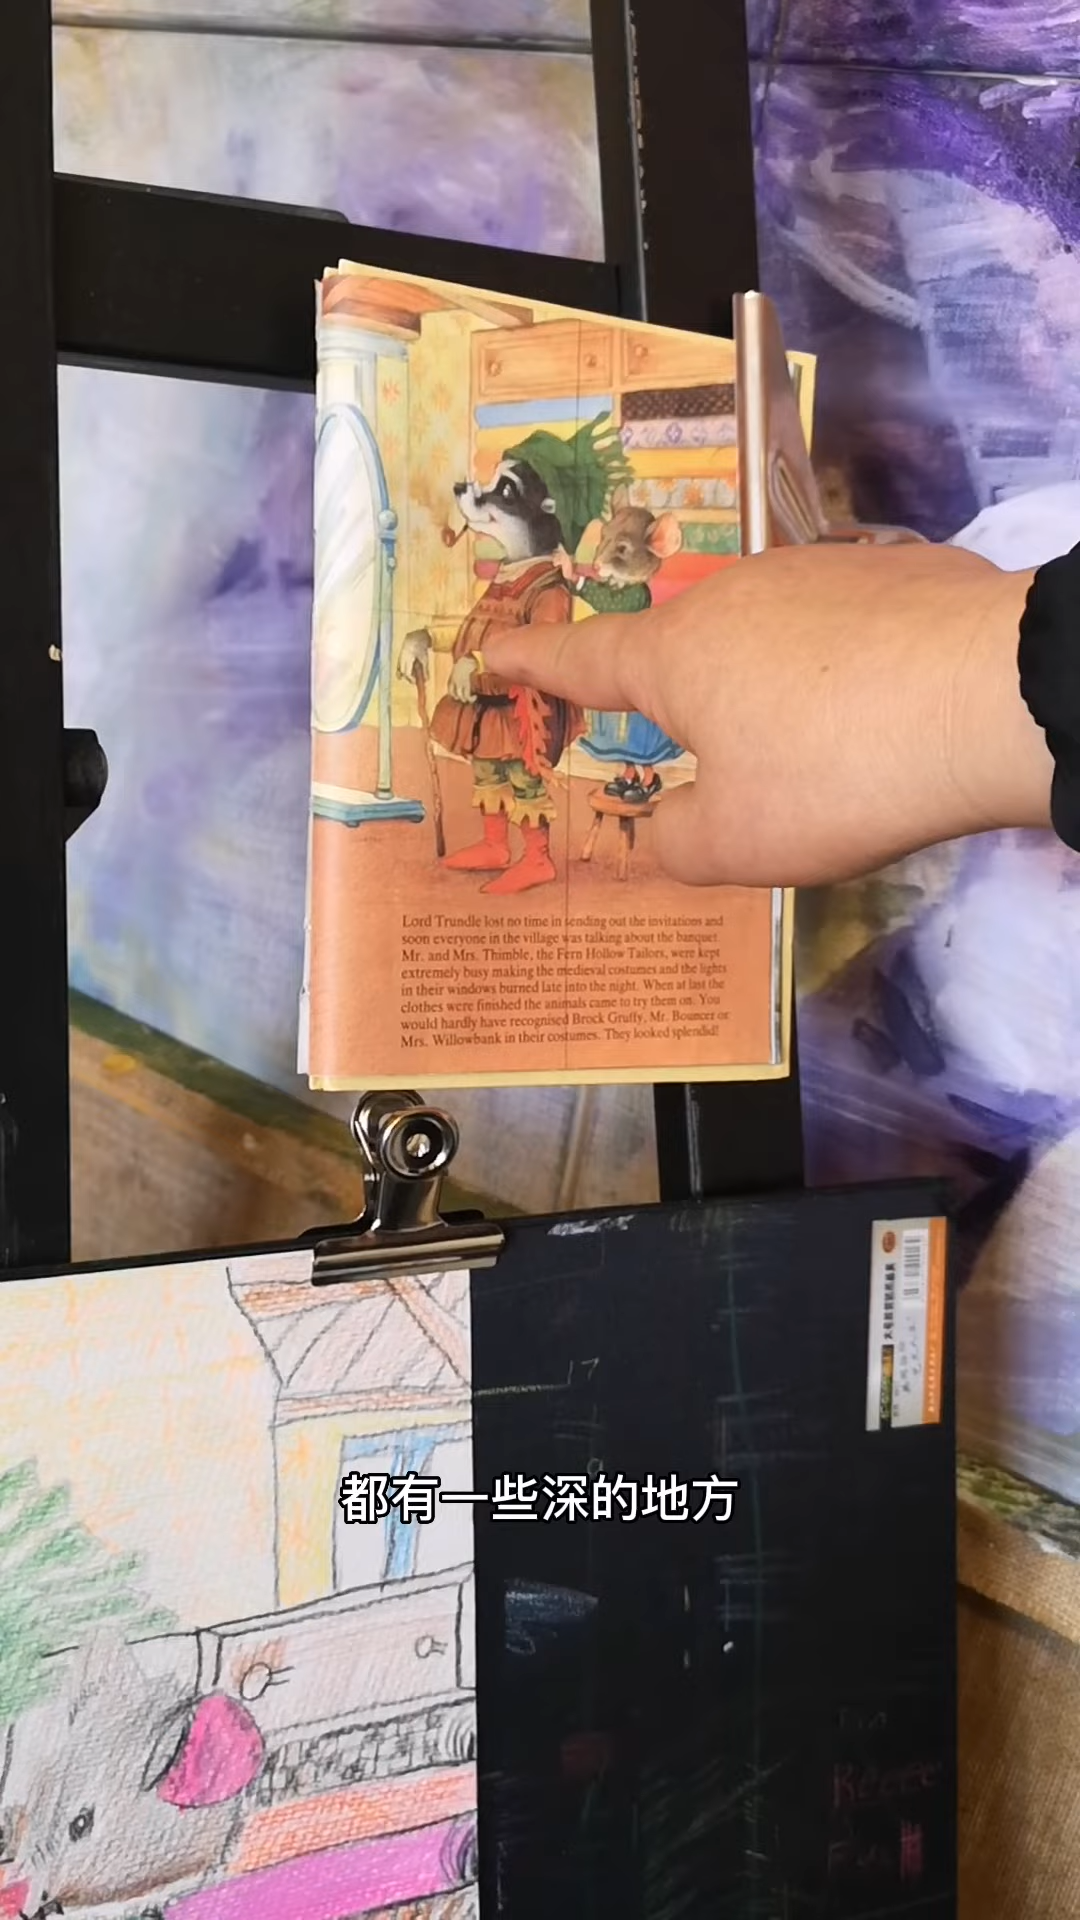 Lord Trundle lost no time in sending out the invitations and
soon everyone in the village was talking about the banquet.
Mr. and Mrs. Thimble, the Fern Hollow Tailors, were kept
extremely busy making the medieval costumes and the lights
in their windows burned late into the night. When at last the
clothes were finished the animals came to try them on. You
would hardly have recognised Brock Gruffy, Mr. Bouncer or
Mrs. Willowbank in their costumes. They looked splendid!
都有一些深的地方